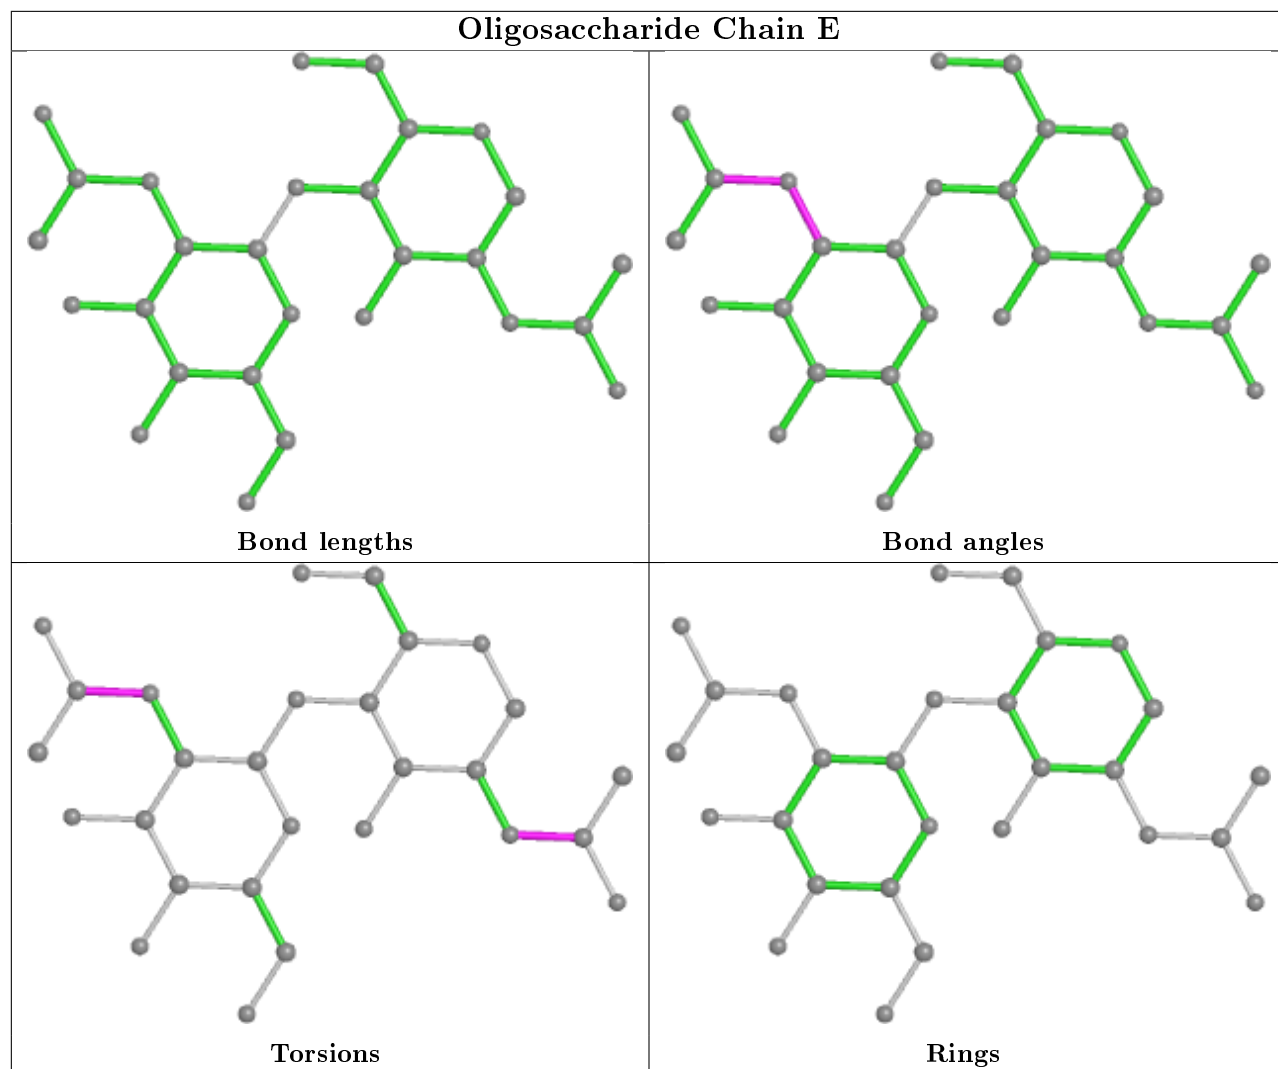 Oligosaccharide Chain E
Bond lengths
Bond angles
Torsions
Rings